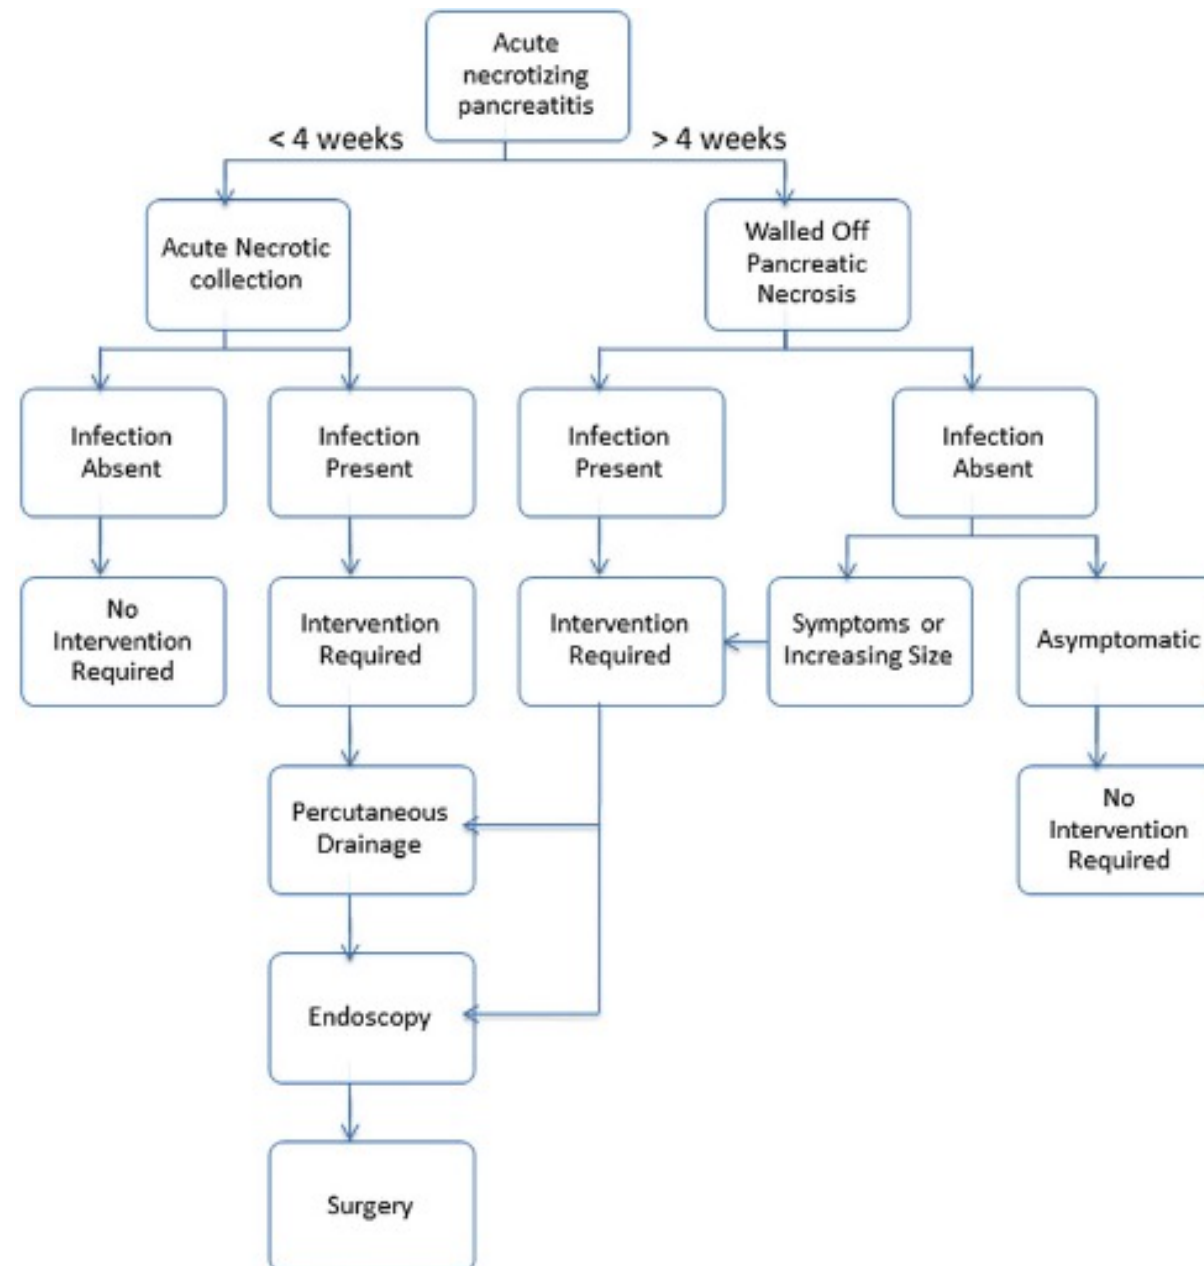 Acute
necrotizing
pancreatitis
< 4 weeks
> 4 weeks
Acute Necrotic
collection
Walled Off
Pancreatic
Necrosis
Infection
Absent
Infection
Present
Infection
Present
Infection
Absent
No
Intervention
Required
Intervention
Required
Intervention
Required
Symptoms or
Increasing Size
Asymptomatic
Percutaneous
Drainage
No
Intervention
Required
Endoscopy
Surgery